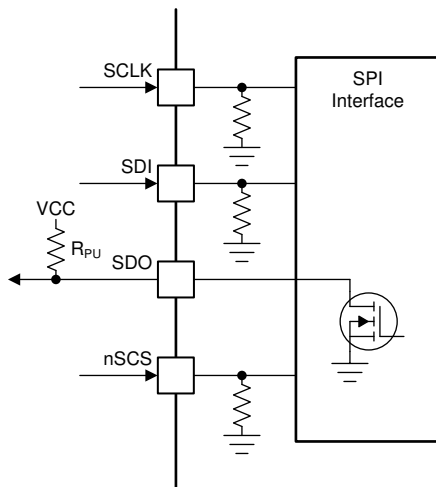 SCLK
SPI
Interface
SDI
VCC
RPU
SDO
nSCS